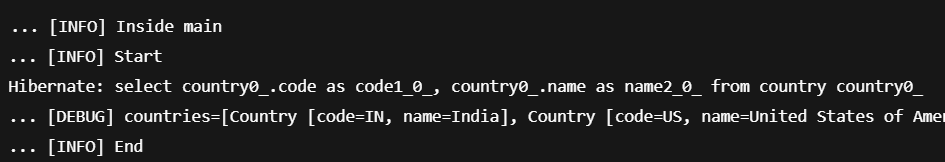 ... [INFO] Inside main
... [INFO] Start
Hibernate: select country0_.code as code1_0_, country0_.name as name2_0_ from country country0_
... [DEBUG] countries=[Country [code=IN, name=India], Country [code=US, name=United States of
... [INFO] End